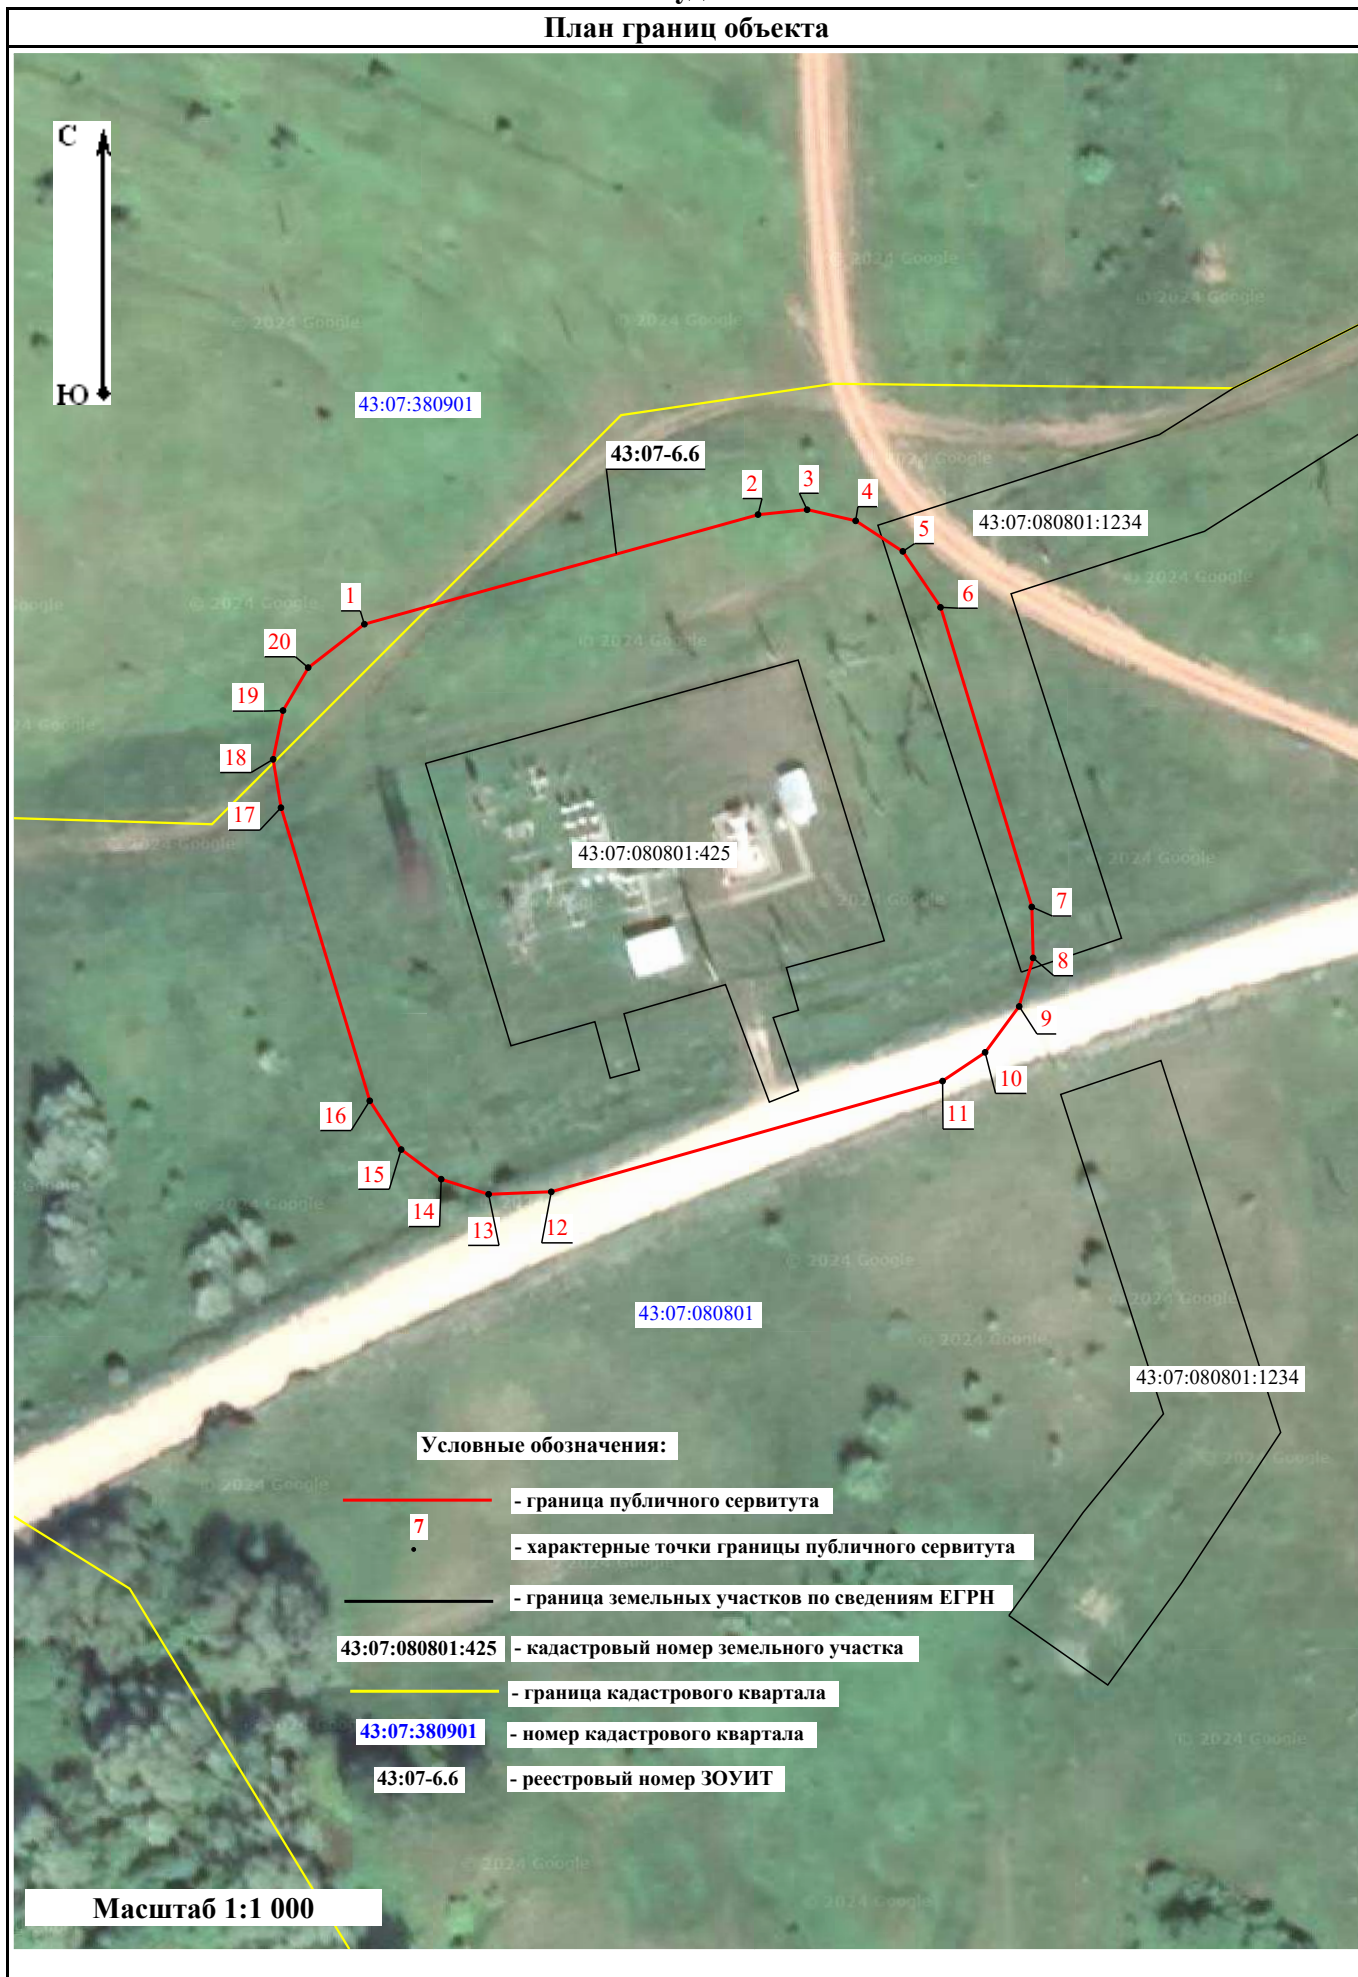 План границ объекта
С
Ю
43:07:380901
43:07-6.6
2
3
4
5
43:07:080801:1234
6
1
20
19
18
17
43:07:080801:425
7
8
9
10
11
16
15
14
13
12
43:07:080801
43:07:080801:1234
Условные обозначения:
- граница публичного сервитута
7
- характерные точки границы публичного сервитута
- граница земельных участков по сведениям ЕГРН
43:07:080801:425 - кадастровый номер земельного участка
- граница кадастрового квартала
43:07:380901 - номер кадастрового квартала
43:07-6.6 - реестровый номер ЗОУИТ
Масштаб 1:1 000
© 2024 Google